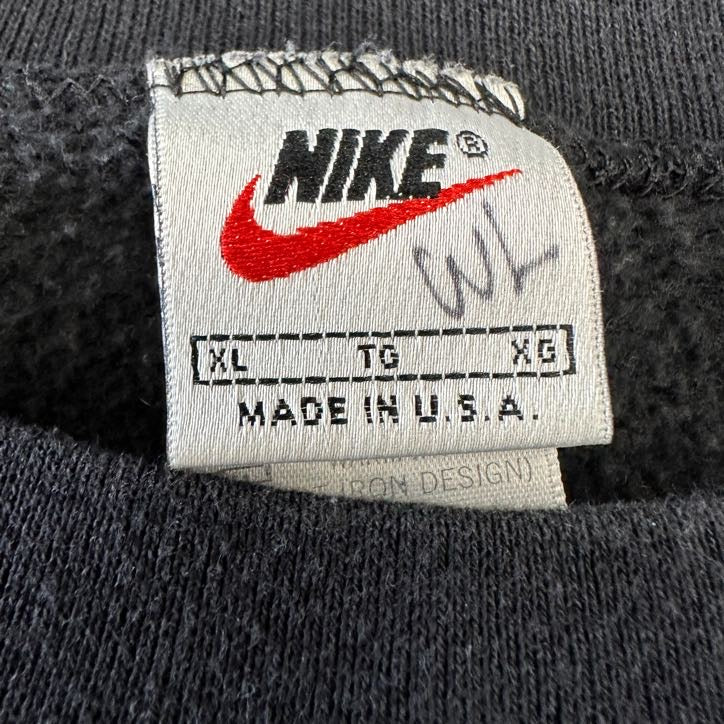 NIKE®
WL
XL TG XG
MADE IN U.S.A.
IRON DESIGN)